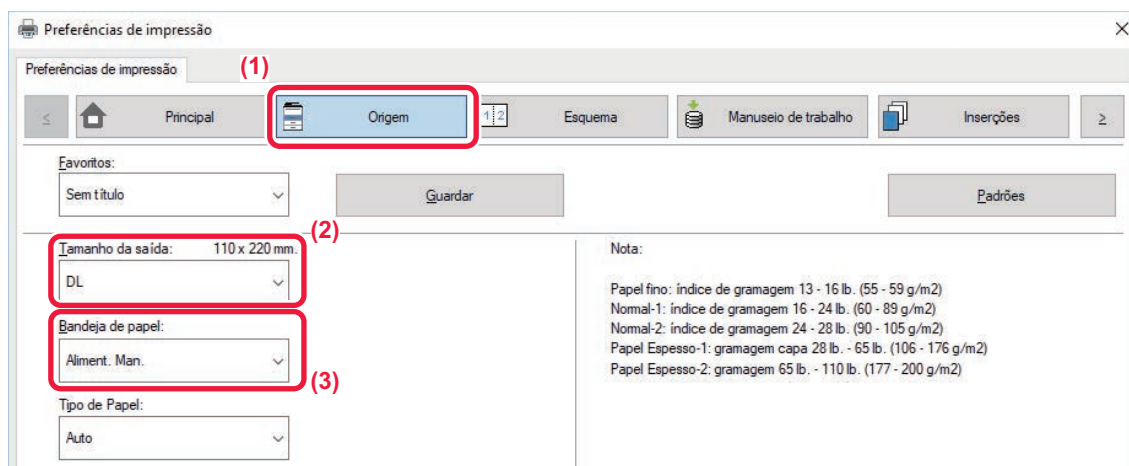 Preferências de impressão
Preferências de impressão
(1)
< Principal Origem 1 2 Esquema Manuseio de trabalho Inserções >
Favoritos:
Sem título Guardar Padrões
(2)
Tamanho da saída: 110 x 220 mm.
DL
Bandeja de papel:
Aliment. Man.
(3)
Tipo de Papel:
Auto
Nota:
Papel fino: índice de gramagem 13 - 16 lb. (55 - 59 g/m2)
Normal-1: índice de gramagem 16 - 24 lb. (60 - 89 g/m2)
Normal-2: índice de gramagem 24 - 28 lb. (90 - 105 g/m2)
Papel Espesso-1: gramagem capa 28 lb. - 65 lb. (106 - 176 g/m2)
Papel Espesso-2: gramagem 65 lb. - 110 lb. (177 - 200 g/m2)